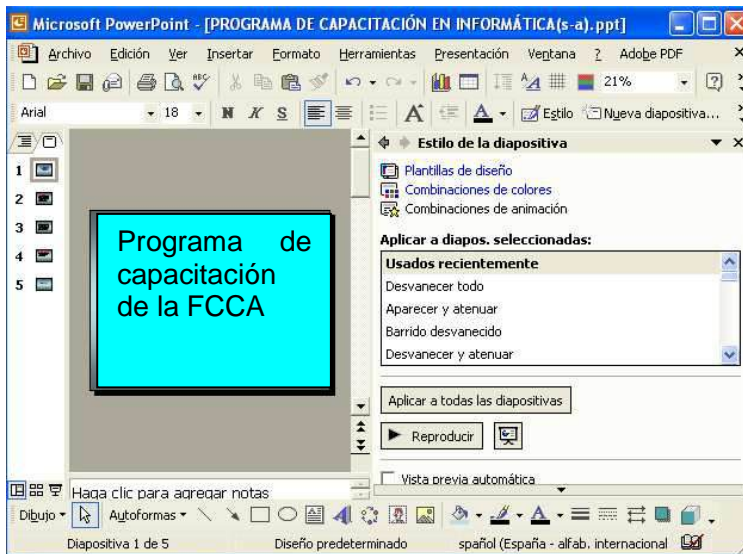 Microsoft PowerPoint - [PROGRAMA DE CAPACITACIÓN EN INFORMÁTICA(s-a).ppt]
Archivo Edición Ver Insertar Formato Herramientas Presentación Ventana ? Adobe PDF
21%
Arial 18 N K S Estilo Nueva diapositiva...
Estilo de la diapositiva
1
2
3
4
5
Programa de
capacitación
de la FCCA
Plantillas de diseño
Combinaciones de colores
Combinaciones de animación
Aplicar a diapos. seleccionadas:
Usados recientemente
Desvanecer todo
Aparecer y atenuar
Barrido desvanecido
Desvanecer y atenuar
Aplicar a todas las diapositivas
Reproducir
Vista previa automática
Haga clic para agregar notas
Dibujo Autoformas
Diapositiva 1 de 5 Diseño predeterminado spañol (España - alfab. internacional